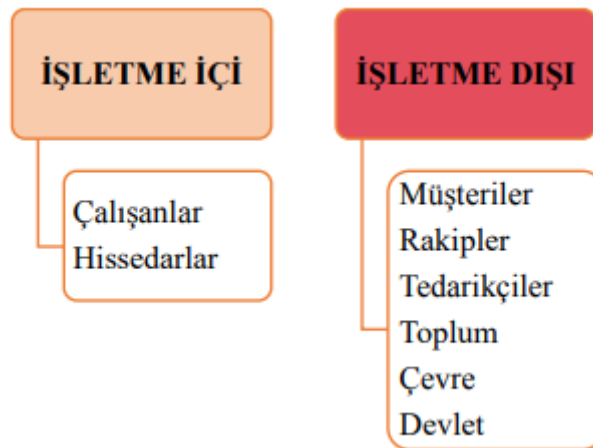 İŞLETME İÇİ
Çalışanlar
Hissedarlar
İŞLETME DIŞI
Müşteriler
Rakipler
Tedarikçiler
Toplum
Çevre
Devlet